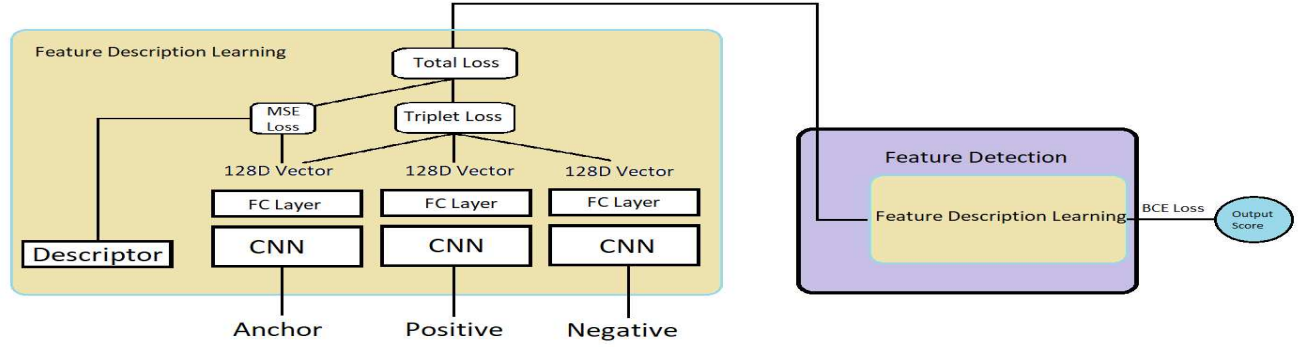 Feature Description Learning
Total Loss
MSE
Loss
Triplet Loss
128D Vector
128D Vector
128D Vector
FC Layer
FC Layer
FC Layer
Descriptor
CNN
CNN
CNN
Anchor
Positive
Negative
Feature Detection
Feature Description Learning
BCE Loss
Output
Score